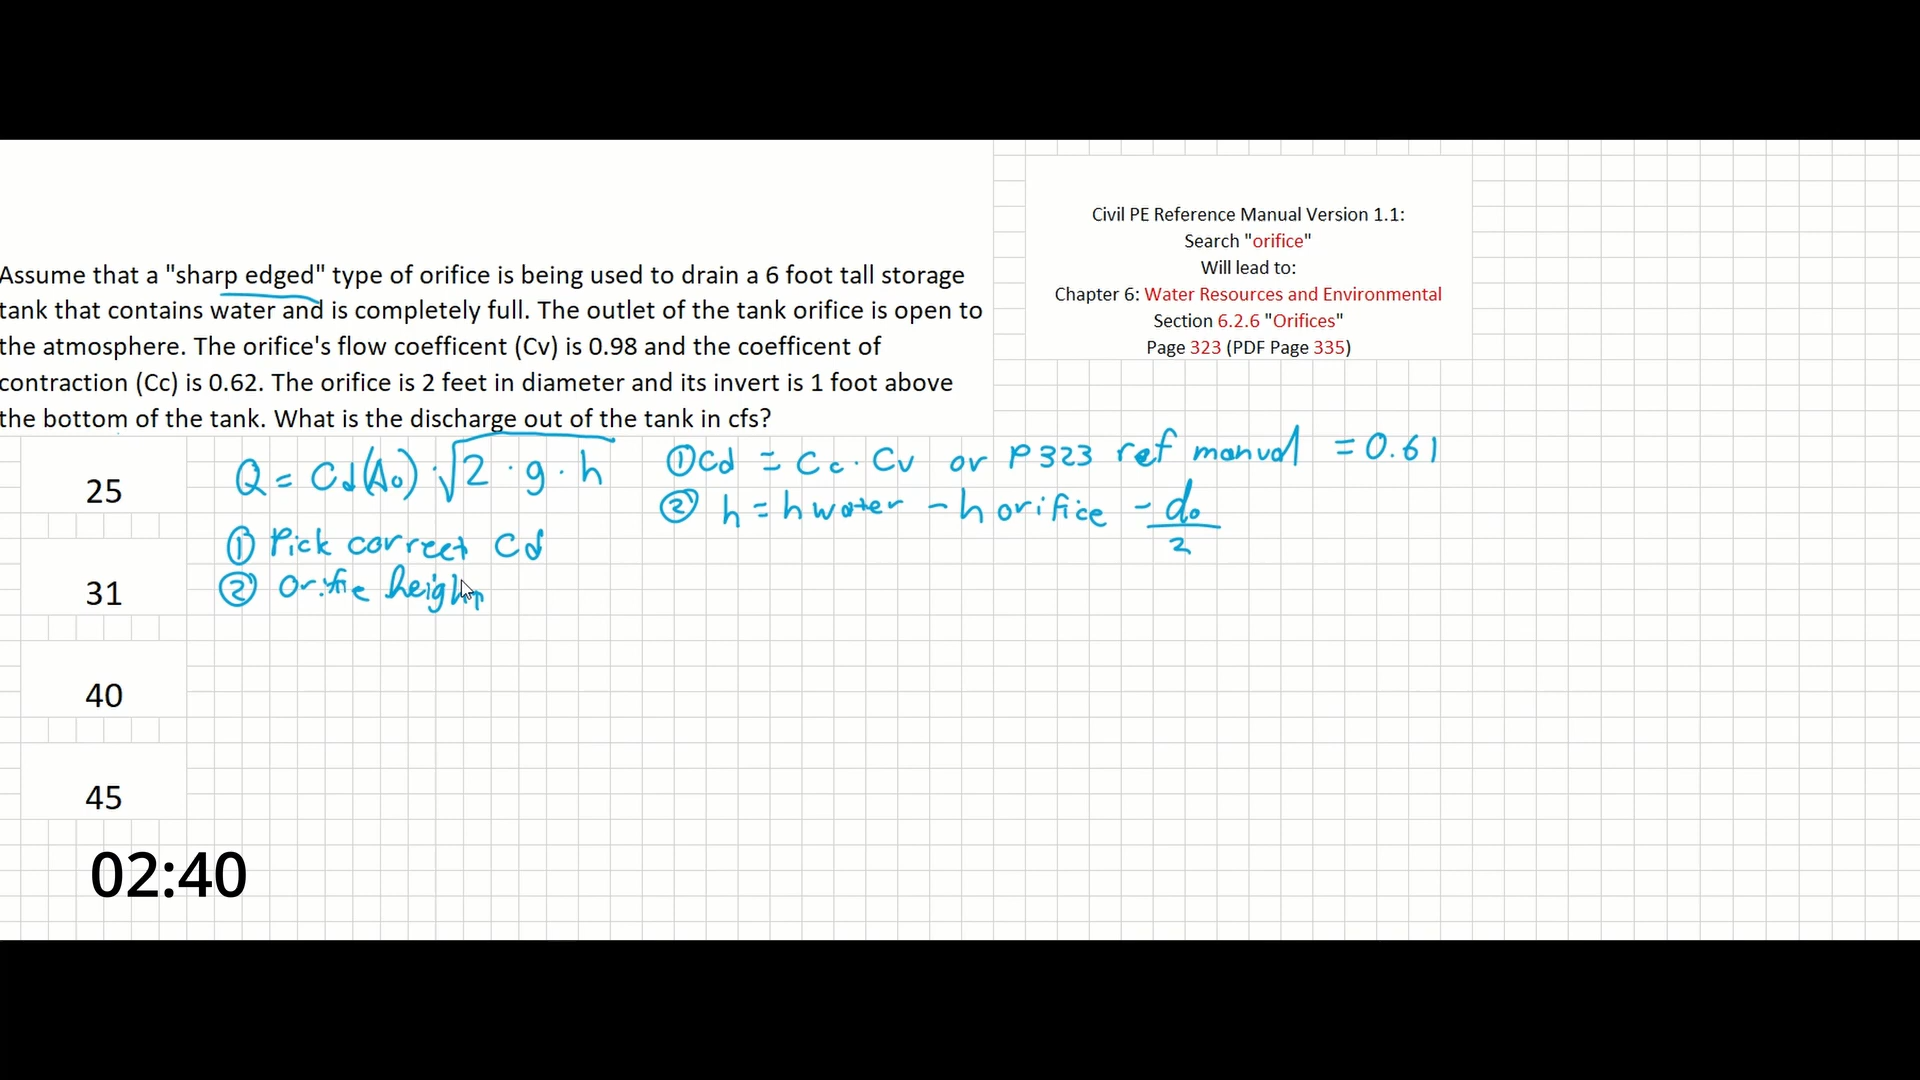 Civil PE Reference Manual Version 1.1:
Search "orifice"
Will lead to:
Chapter 6: Water Resources and Environmental
Section 6.2.6 "Orifices"
Page 323 (PDF Page 335)
Assume that a "sharp edged" type of orifice is being used to drain a 6 foot tall storage
tank that contains water and is completely full. The outlet of the tank orifice is open to
the atmosphere. The orifice's flow coefficent (Cv) is 0.98 and the coefficent of
contraction (Cc) is 0.62. The orifice is 2 feet in diameter and its invert is 1 foot above
the bottom of the tank. What is the discharge out of the tank in cfs?
25
31
40
45
02:40
Q = Cd(Ao) · √2 · g · h
① Pick correct Cd
② Orifie height
① Cd = Cc · Cv or P323 ref manual = 0.61
② h = h water - h orifice - do/2